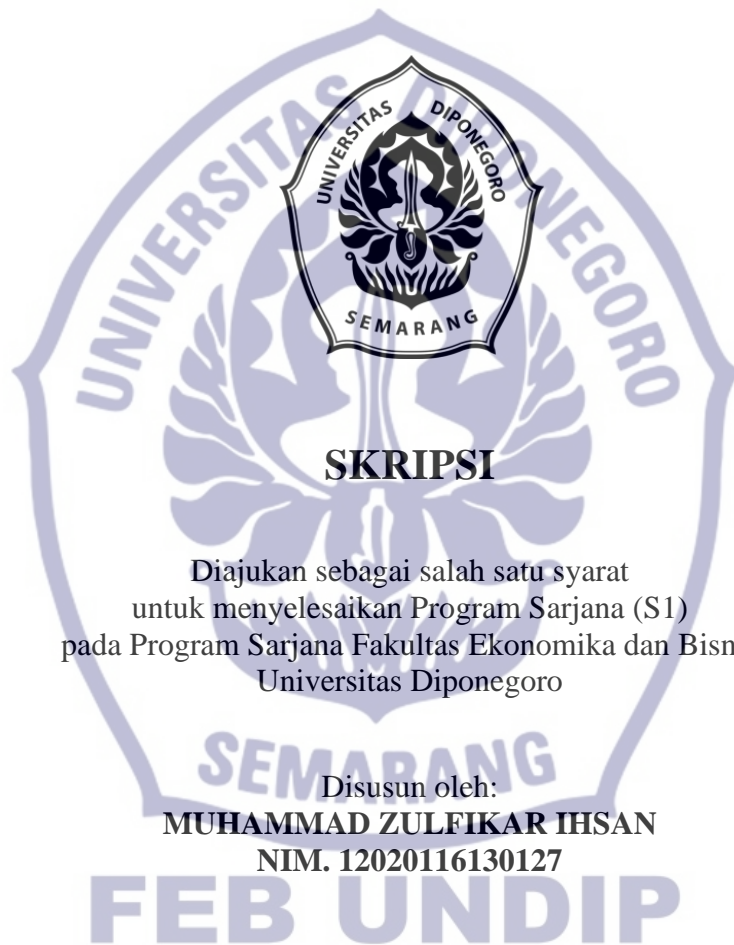 UNIVERSITAS DIPONEGORO
SEMARANG
UNIVERSITAS DIPONEGORO
SKRIPSI
Diajukan sebagai salah satu syarat
untuk menyelesaikan Program Sarjana (S1)
pada Program Sarjana Fakultas Ekonomika dan Bisn
Universitas Diponegoro
SEMARANG
Disusun oleh:
MUHAMMAD ZULFIKAR IHSAN
NIM. 12020116130127
FEB UNDIP